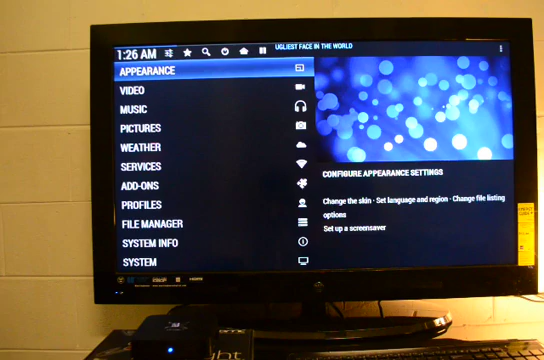 1:26 AM
UGLIEST FACE IN THE WORLD
APPEARANCE
VIDEO
MUSIC
PICTURES
WEATHER
SERVICES
ADD-ONS
PROFILES
FILE MANAGER
SYSTEM INFO
SYSTEM
CONFIGURE APPEARANCE SETTINGS
Change the skin · Set language and region · Change file listing
options
Set up a screensaver
HDMI
ght